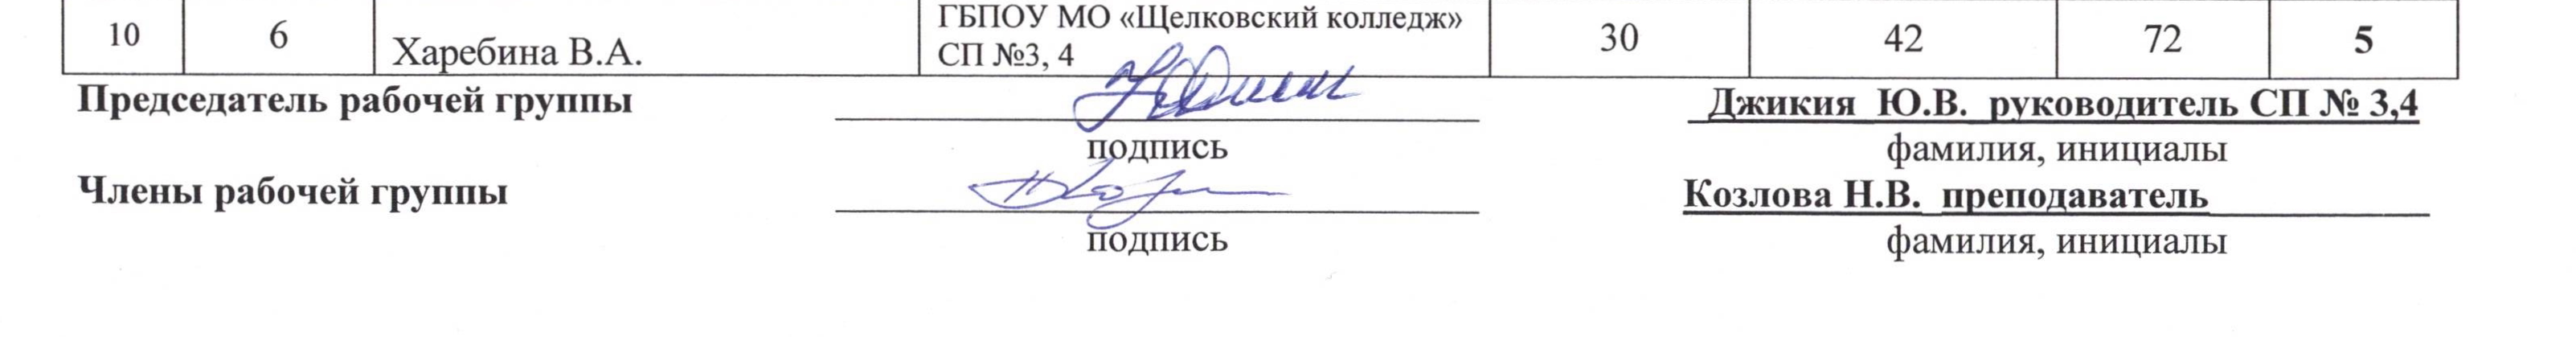 10 6 Харебина В.А. ГБПОУ МО «Щелковский колледж» 30 42 72 5
СП №3, 4
Председатель рабочей группы Джикия Ю.В. руководитель СП № 3,4
подпись фамилия, инициалы
Члены рабочей группы Козлова Н.В. преподаватель
подпись фамилия, инициалы